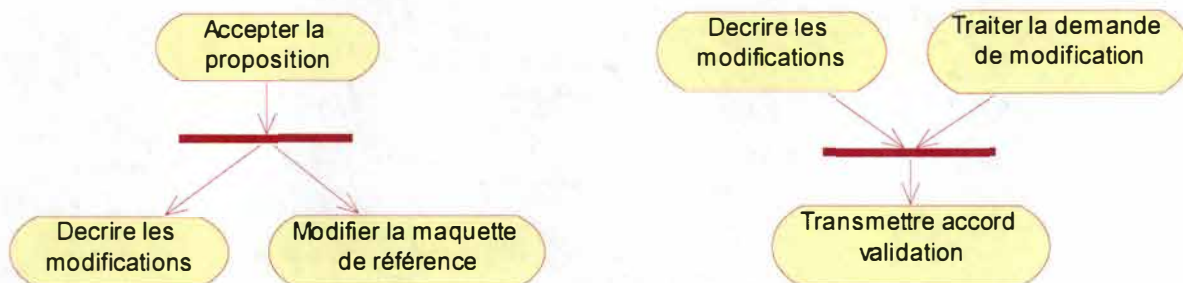 Accepter la
proposition
Decrire les
modifications
Modifier la maquette
de référence
Decrire les
modifications
Traiter la demande
de modification
Transmettre accord
validation